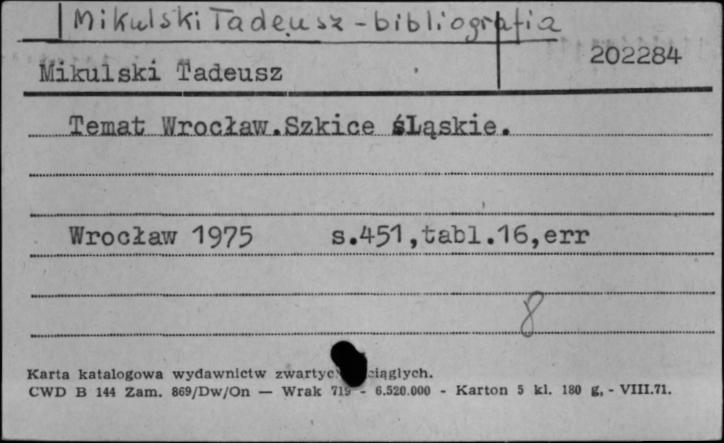 Mikulski Tadeusz - bibliografia
202284
Mikulski Tadeusz
Temat Wrocław.Szkice śLąskie.
Wrocław 1975 s.451,tabl.16,err
8
Karta katalogowa wydawnictw ciągłych.
CWD B 144 Zam. 869/Dw/On — Wrak 719 - 6.520.000 - Karton 5 kl. 180 g. - VIII.71.